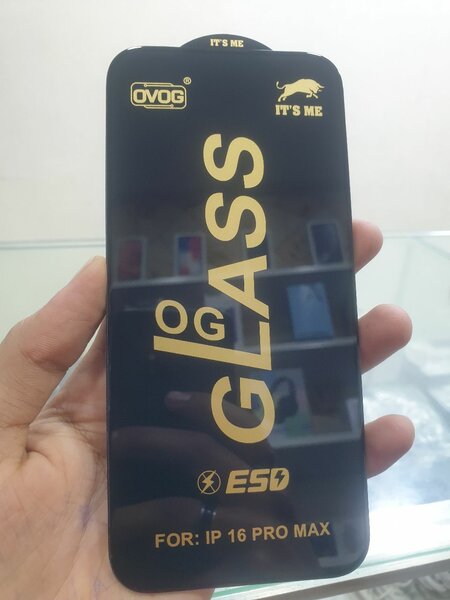 IT'S ME
OVOG®
IT'S ME
OG
GLASS
ESD
FOR: IP 16 PRO MAX